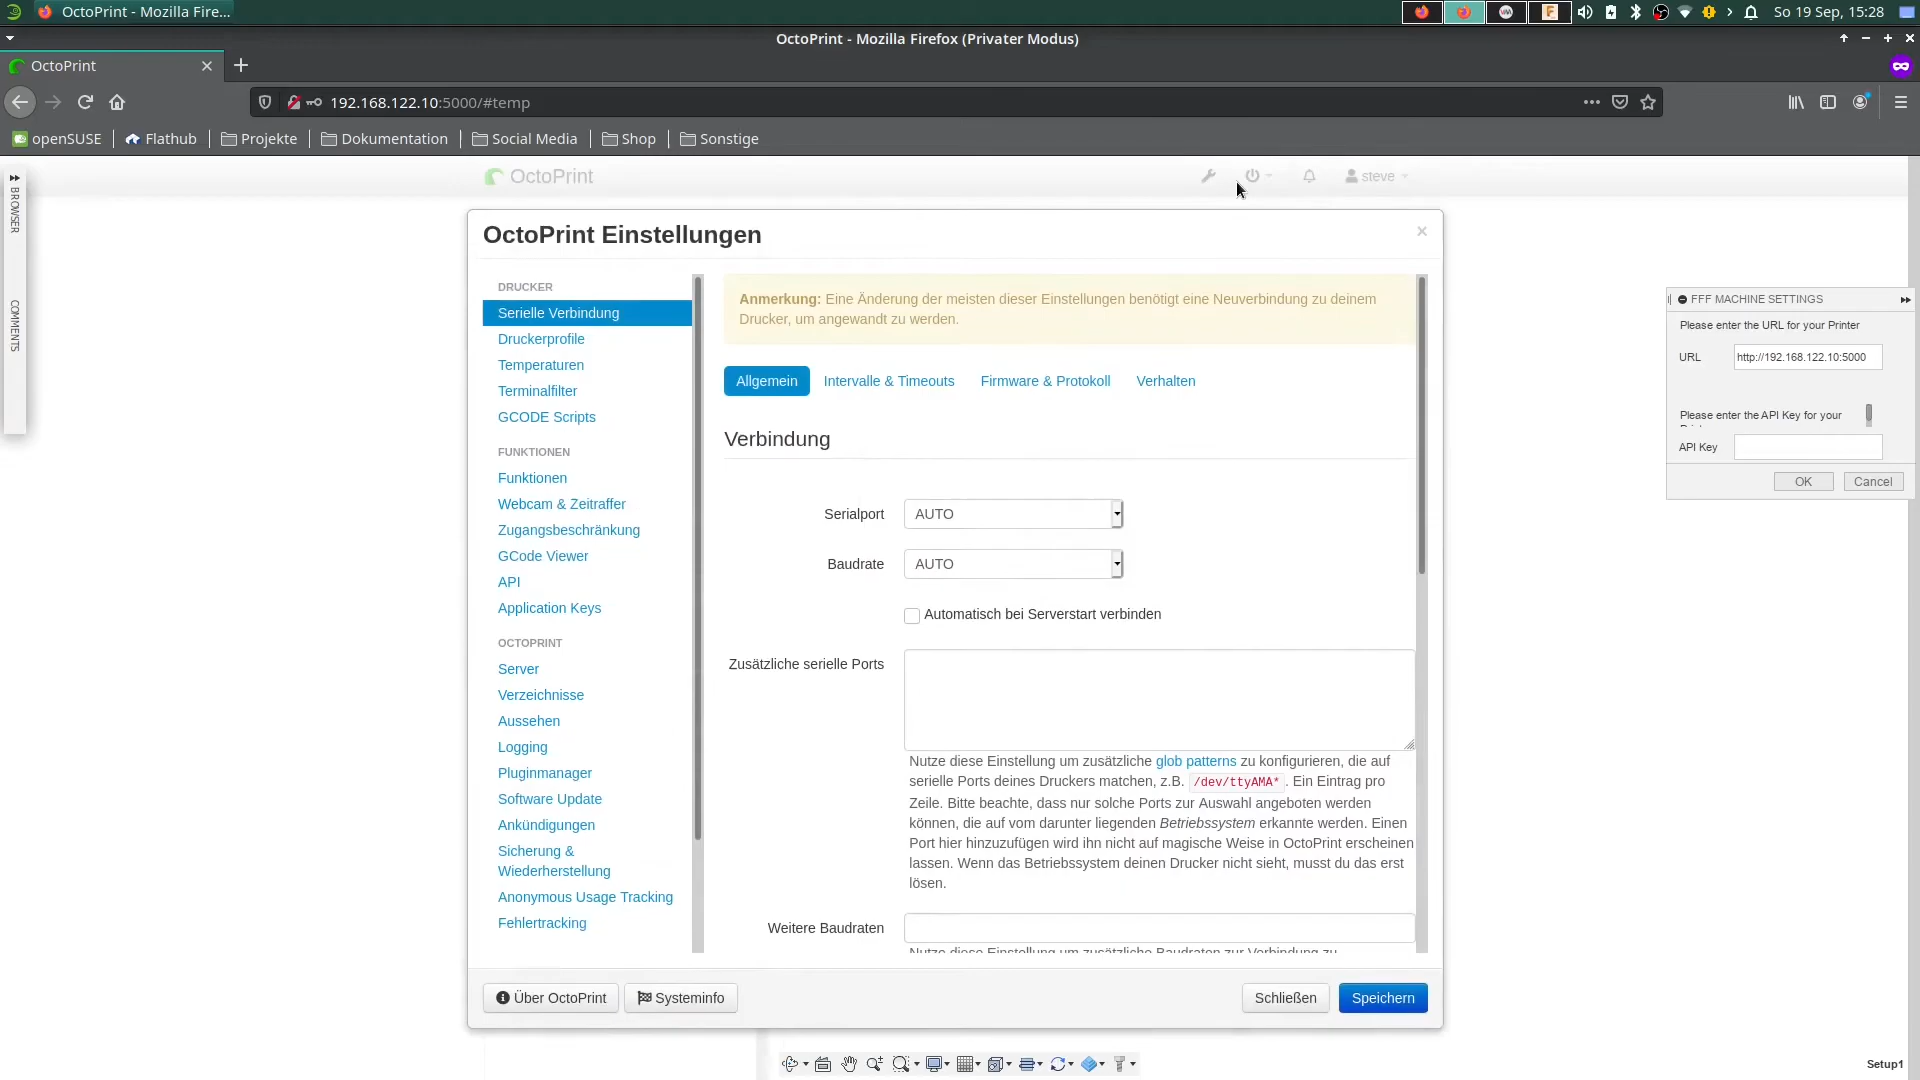 OctoPrint - Mozilla Fire...
So 19 Sep, 15:28
OctoPrint - Mozilla Firefox (Privater Modus)
OctoPrint
192.168.122.10:5000/#temp
openSUSE
Flathub
Projekte
Dokumentation
Social Media
Shop
Sonstige
BROWSER
COMMENTS
OctoPrint
steve
OctoPrint Einstellungen
DRUCKER
Serielle Verbindung
Druckerprofile
Temperaturen
Terminalfilter
GCODE Scripts
FUNKTIONEN
Funktionen
Webcam & Zeitraffer
Zugangsbeschränkung
GCode Viewer
API
Application Keys
OCTOPRINT
Server
Verzeichnisse
Aussehen
Logging
Pluginmanager
Software Update
Ankündigungen
Sicherung &
Wiederherstellung
Anonymous Usage Tracking
Fehlertracking
Anmerkung: Eine Änderung der meisten dieser Einstellungen benötigt eine Neuverbindung zu deinem
Drucker, um angewandt zu werden.
Allgemein
Intervalle & Timeouts
Firmware & Protokoll
Verhalten
Verbindung
Serialport
AUTO
Baudrate
AUTO
Automatisch bei Serverstart verbinden
Zusätzliche serielle Ports
Nutze diese Einstellung um zusätzliche glob patterns zu konfigurieren, die auf
serielle Ports deines Druckers matchen, z.B. /dev/ttyAMA* . Ein Eintrag pro
Zeile. Bitte beachte, dass nur solche Ports zur Auswahl angeboten werden
können, die auf vom darunter liegenden Betriebssystem erkannte werden. Einen
Port hier hinzuzufügen wird ihn nicht auf magische Weise in OctoPrint erscheinen
lassen. Wenn das Betriebssystem deinen Drucker nicht sieht, musst du das erst
lösen.
Weitere Baudraten
Nutze diese Einstellung um zusätzliche Baudraten zur Verbindung zu
Über OctoPrint
Systeminfo
Schließen
Speichern
FFF MACHINE SETTINGS
Please enter the URL for your Printer
URL
http://192.168.122.10:5000
Please enter the API Key for your
API Key
OK
Cancel
Setup1